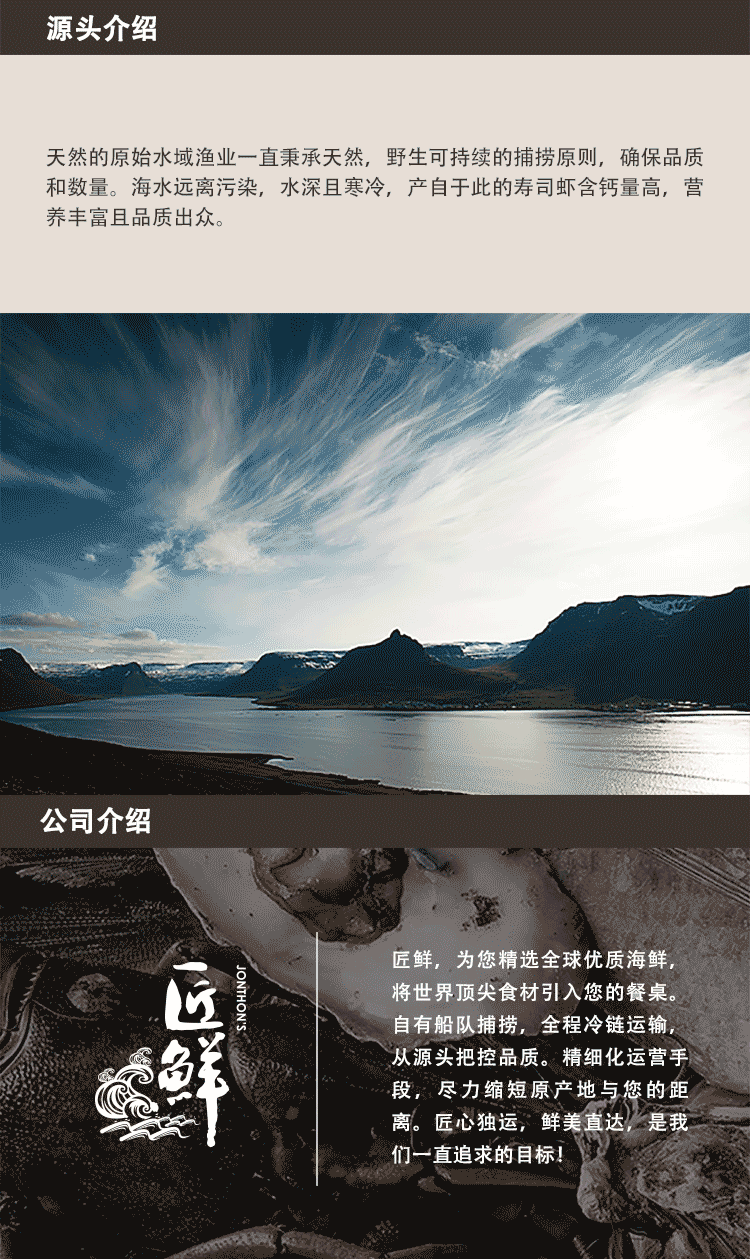 源头介绍
天然的原始水域渔业一直秉承天然，野生可持续的捕捞原则，确保品质
和数量。海水远离污染，水深且寒冷，产自于此的寿司虾含钙量高，营
养丰富且品质出众。
公司介绍
匠鲜
JONTHON'S
匠鲜，为您精选全球优质海鲜，
将世界顶尖食材引入您的餐桌。
自有船队捕捞，全程冷链运输，
从源头把控品质。精细化运营手
段，尽力缩短原产地与您的距
离。匠心独运，鲜美直达，是我
们一直追求的目标！